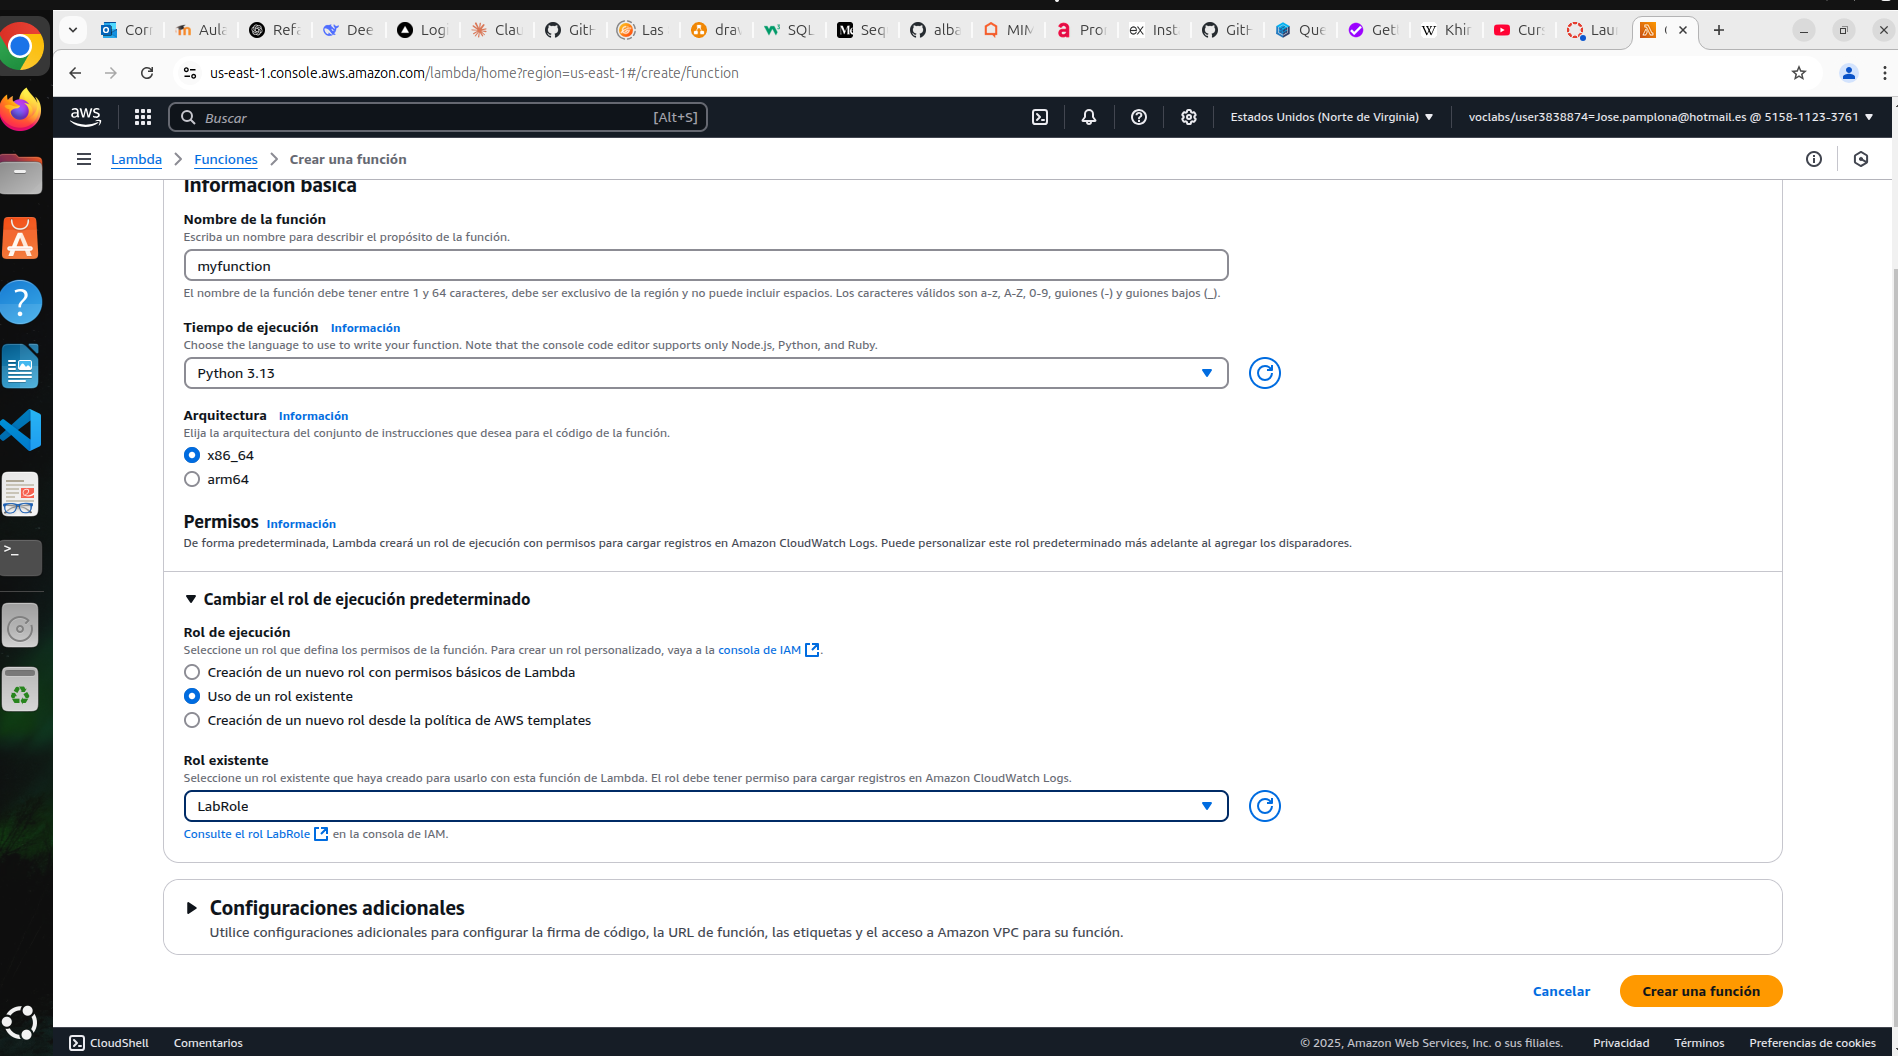 Corr
Aula
Refa
Dee
Logi
Clau
GitH
Las
drav
SQL
Seq
alba
MIM
Pror
Inst
GitH
Que
Getl
Khir
Curs
Laun
us-east-1.console.aws.amazon.com/lambda/home?region=us-east-1#/create/function
aws
Buscar
[Alt+S]
Estados Unidos (Norte de Virginia)
voclabs/user3838874=Jose.pamplona@hotmail.es @ 5158-1123-3761
Lambda
Funciones
Crear una función
Información básica
Nombre de la función
Escriba un nombre para describir el propósito de la función.
myfunction
El nombre de la función debe tener entre 1 y 64 caracteres, debe ser exclusivo de la región y no puede incluir espacios. Los caracteres válidos son a-z, A-Z, 0-9, guiones (-) y guiones bajos (_).
Tiempo de ejecución Información
Choose the language to use to write your function. Note that the console code editor supports only Node.js, Python, and Ruby.
Python 3.13
Arquitectura Información
Elija la arquitectura del conjunto de instrucciones que desea para el código de la función.
x86_64
arm64
Permisos Información
De forma predeterminada, Lambda creará un rol de ejecución con permisos para cargar registros en Amazon CloudWatch Logs. Puede personalizar este rol predeterminado más adelante al agregar los disparadores.
Cambiar el rol de ejecución predeterminado
Rol de ejecución
Seleccione un rol que defina los permisos de la función. Para crear un rol personalizado, vaya a la consola de IAM.
Creación de un nuevo rol con permisos básicos de Lambda
Uso de un rol existente
Creación de un nuevo rol desde la política de AWS templates
Rol existente
Seleccione un rol existente que haya creado para usarlo con esta función de Lambda. El rol debe tener permiso para cargar registros en Amazon CloudWatch Logs.
LabRole
Consulte el rol LabRole en la consola de IAM.
Configuraciones adicionales
Utilice configuraciones adicionales para configurar la firma de código, la URL de función, las etiquetas y el acceso a Amazon VPC para su función.
Cancelar
Crear una función
CloudShell
Comentarios
© 2025, Amazon Web Services, Inc. o sus filiales.
Privacidad
Términos
Preferencias de cookies